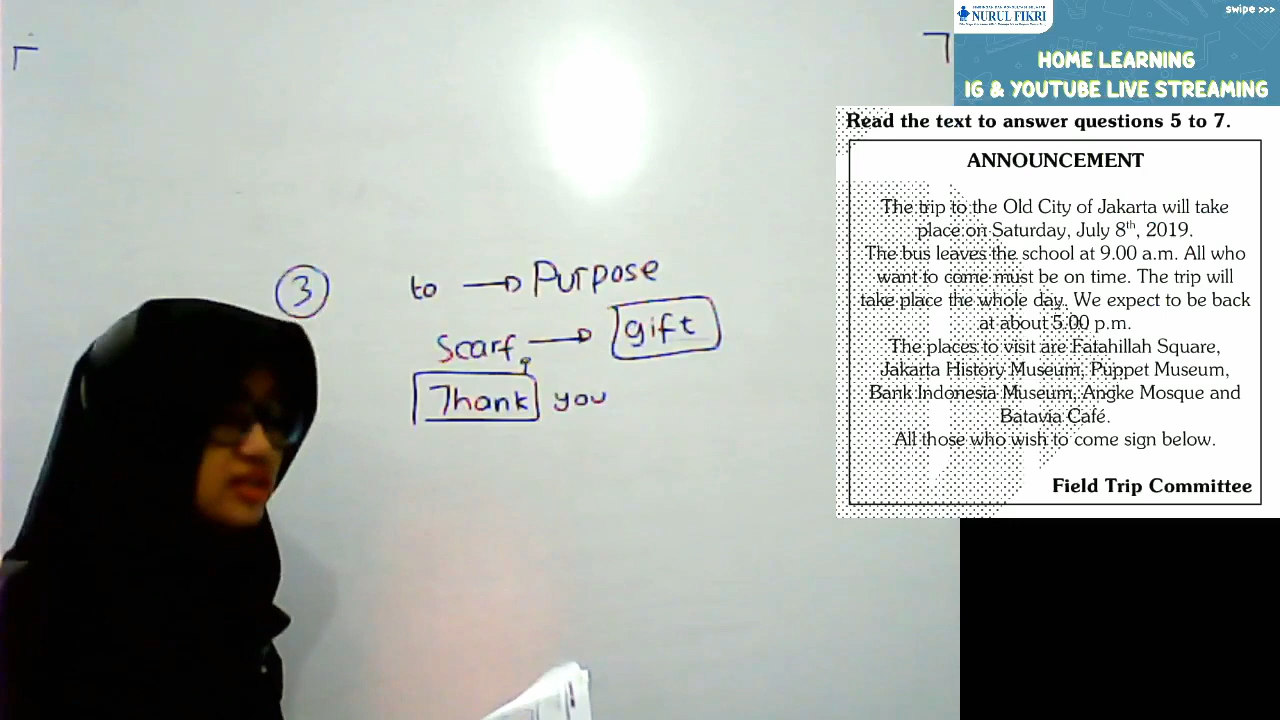 BIMBINGAN DAN KONSULTASI BELAJAR
NURUL FIKRI
swipe >>>
HOME LEARNING
IG & YOUTUBE LIVE STREAMING
3
to → Purpose
Scarf, → gift
Thank you
Read the text to answer questions 5 to 7.
ANNOUNCEMENT
The trip to the Old City of Jakarta will take
place on Saturday, July 8th, 2019.
The bus leaves the school at 9.00 a.m. All who
want to come must be on time. The trip will
take place the whole day. We expect to be back
at about 5.00 p.m.
The places to visit are Fatahillah Square,
Jakarta History Museum, Puppet Museum,
Bank Indonesia Museum, Angke Mosque and
Batavia Café.
All those who wish to come sign below.
Field Trip Committee